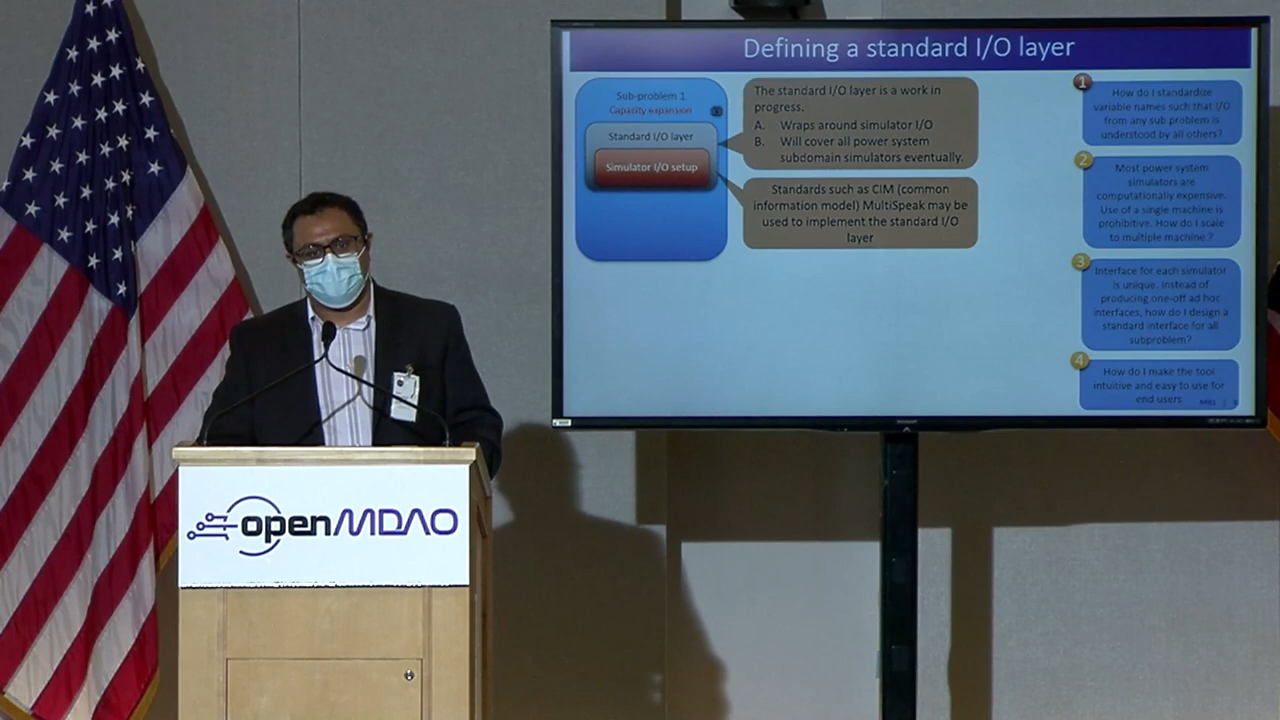 Defining a standard I/O layer
Sub-problem 1
Capacity expansion
Standard I/O layer
Simulator I/O setup
The standard I/O layer is a work in
progress.
A. Wraps around simulator I/O
B. Will cover all power system
subdomain simulators eventually.
Standards such as CIM (common
information model) MultiSpeak may be
used to implement the standard I/O
layer
1
How do I standardize
variable names such that I/O
from any sub problem is
understood by all others?
2
Most power system
simulators are
computationally expensive.
Use of a single machine is
prohibitive. How do I scale
to multiple machine ?
3
Interface for each simulator
is unique. Instead of
producing one-off ad hoc
interfaces, how do I design a
standard interface for all
subproblem?
4
How do I make the tool
intuitive and easy to use for
end users
NREL |
openMDAO